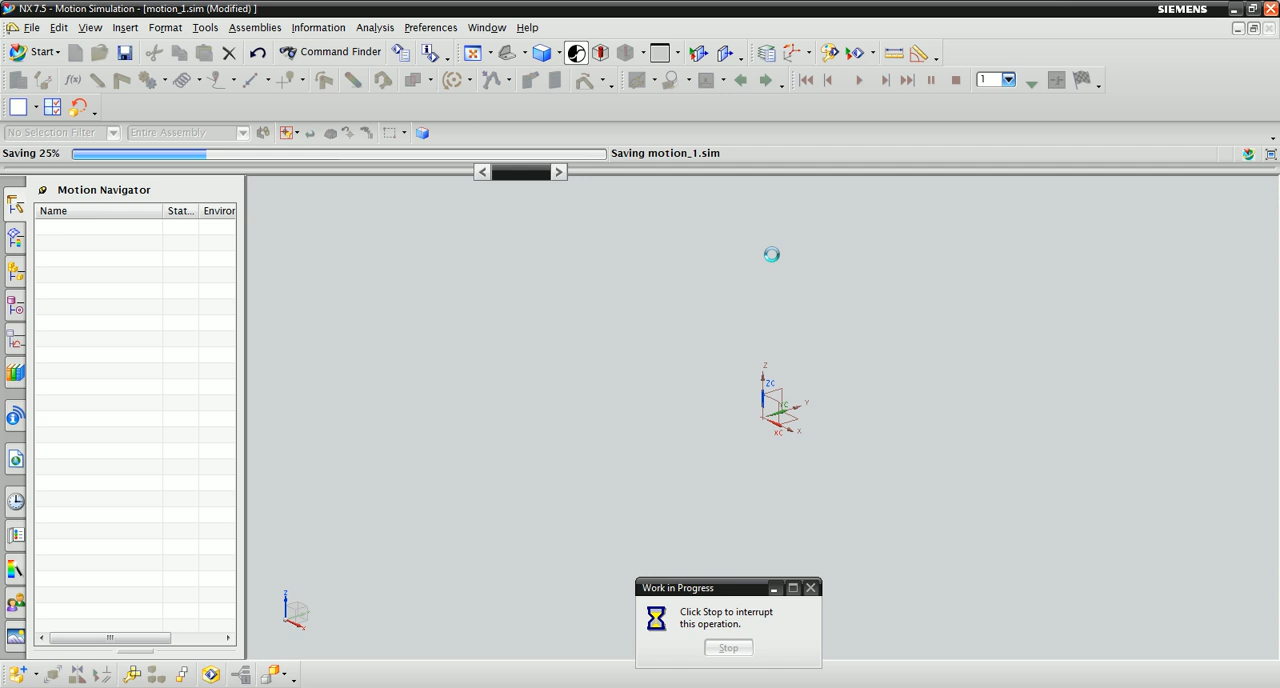 NX 7.5 - Motion Simulation - [motion_1.sim (Modified) ]
SIEMENS
File Edit View Insert Format Tools Assemblies Information Analysis Preferences Window Help
Start Command Finder
f(x) 1
No Selection Filter Entire Assembly
Saving 25% Saving motion_1.sim
Motion Navigator
Name Stat... Environ
Z
ZC
Y
YC
XC X
Z
X
Work in Progress
Click Stop to interrupt
this operation.
Stop